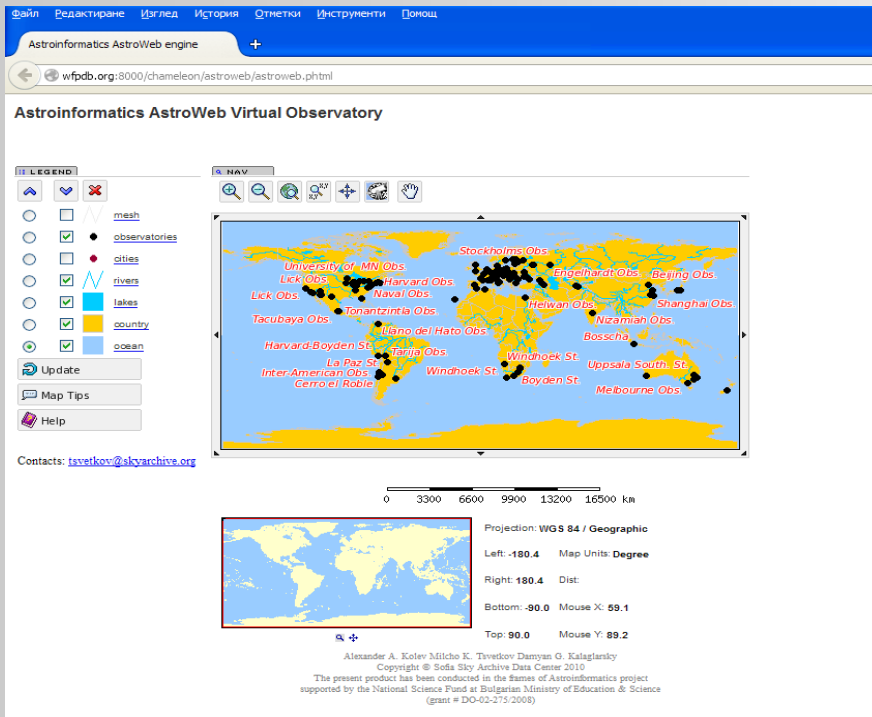 Файл Редактиране Изглед История Отметки Инструменти Помощ
Astroinformatics AstroWeb engine
wfpdb.org:8000/chameleon/astroweb/astroweb.phtml
Astroinformatics AstroWeb Virtual Observatory
LEGEND
NAV
mesh
observatories
cities
rivers
lakes
country
ocean
Update
Map Tips
Help
Contacts: tsvetkov@skyarchive.org
Stockholms Obs.
University of MN Obs.
Engelhardt Obs.
Beijing Obs.
Lick Obs.
Harvard Obs.
Lick Obs.
Naval Obs.
Heiwan Obs.
Shanghai Obs.
Tonantzintla Obs.
Tacubaya Obs.
Nizamiah Obs.
Llano del Hato Obs.
Bosscha
Harvard-Boyden St.
Tarija Obs.
La Paz St
Windhoek St
Uppsala South. St.
Inter-American Obs.
Windhoek St
Boyden St.
Cerro el Roble
Melbourne Obs.
0 3300 6600 9900 13200 16500 km
Projection: WGS 84 / Geographic
Left: -180.4 Map Units: Degree
Right: 180.4 Dist:
Bottom: -90.0 Mouse X: 59.1
Top: 90.0 Mouse Y: 89.2
Alexander A. Kolev Milcho K. Tsvetkov Damyan G. Kalaglarsky
Copyright © Sofia Sky Archive Data Center 2010
The present product has been conducted in the frames of Astroinformatics project
supported by the National Science Fund at Bulgarian Ministry of Education & Science
(grant # DO-02-275/2008)